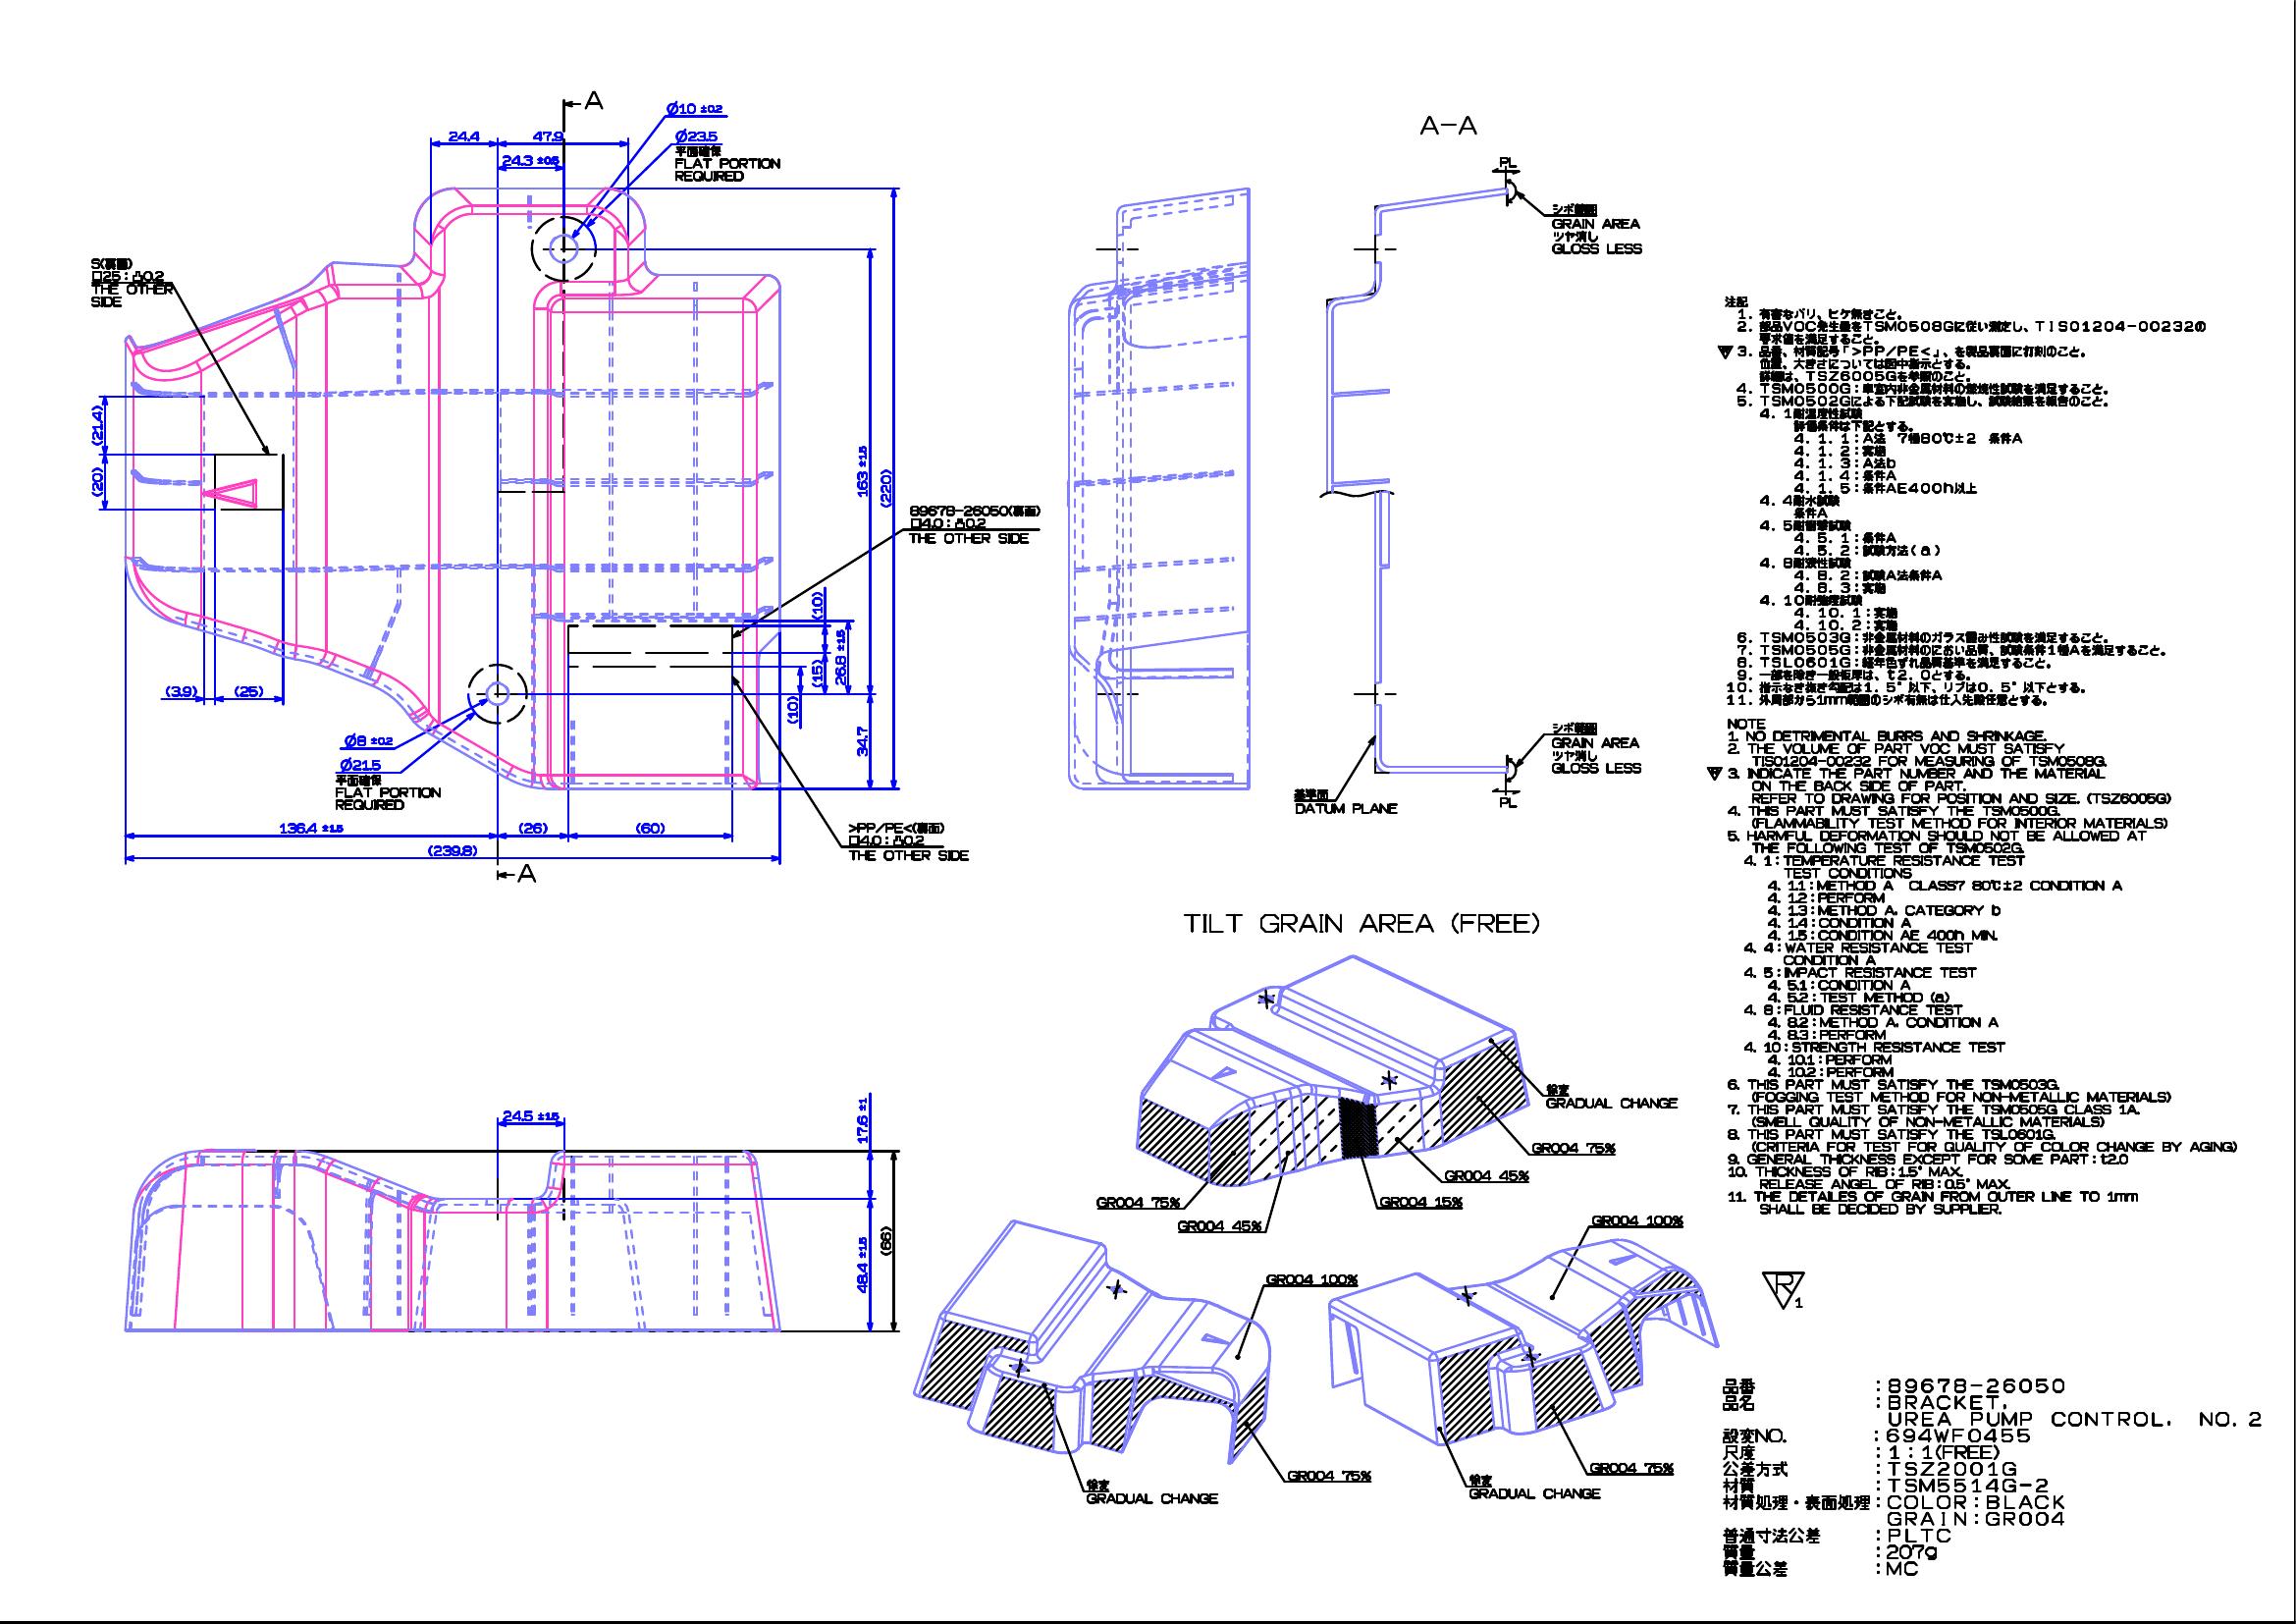 A
Ø10 ±0.2
Ø23.5
平面確保
FLAT PORTION
REQUIRED
24.4
47.9
24.3 ±0.5
S(裏面)
□25：凸0.2
THE OTHER
SIDE
(21.4)
(20)
163 ±1.5
(220)
89678-26050(裏面)
□4.0：凸0.2
THE OTHER SIDE
(10)
26.8 ±1.5
(15)
(10)
(3.9)
(25)
34.7
Ø8 ±0.2
Ø21.5
平面確保
FLAT PORTION
REQUIRED
136.4 ±1.5
(26)
(60)
(239.8)
>PP/PE<(裏面)
□4.0：凸0.2
THE OTHER SIDE
A
A-A
PL
シボ範囲
GRAIN AREA
ツヤ消し
GLOSS LESS
シボ範囲
GRAIN AREA
ツヤ消し
GLOSS LESS
PL
基準面
DATUM PLANE
24.5 ±1.5
17.6 ±1
48.4 ±1.5
(66)
TILT GRAIN AREA (FREE)
徐変
GRADUAL CHANGE
GR004 75%
GR004 45%
GR004 15%
GR004 75%
GR004 45%
GR004 100%
GR004 75%
徐変
GRADUAL CHANGE
GR004 100%
GR004 75%
徐変
GRADUAL CHANGE
注記
1. 有害なバリ、ヒケ無きこと。
2. 部品VOC発生量をTSM0508Gに従い測定し、TIS01204-00232の
要求値を満足すること。
3. 品番、材質記号「>PP/PE<」、を製品裏面に打刻のこと。
位置、大きさについては図中指示とする。
詳細は、TSZ6005Gを参照のこと。
4. TSM0500G：車室内非金属材料の燃焼性試験を満足すること。
5. TSM0502Gによる下記試験を実施し、試験結果を報告のこと。
4. 1耐温度性試験
評価条件は下記とする。
4. 1. 1：A法 7種80℃±2 条件A
4. 1. 2：実施
4. 1. 3：A法b
4. 1. 4：条件A
4. 1. 5：条件AE400h以上
4. 4耐水試験
条件A
4. 5耐衝撃試験
4. 5. 1：条件A
4. 5. 2：試験方法(a)
4. 8耐液性試験
4. 8. 2：試験A法条件A
4. 8. 3：実施
4. 10耐強度試験
4. 10. 1：実施
4. 10. 2：実施
6. TSM0503G：非金属材料のガラス曇り性試験を満足すること。
7. TSM0505G：非金属材料のにおい品質、試験条件1種Aを満足すること。
8. TSL0601G：経年色ずれ品質基準を満足すること。
9. 一部を除き一般板厚は、t2.0とする。
10. 指示なき抜き勾配は1.5°以下、リブは0.5°以下とする。
11. 外周部から1mm範囲のシボ有無は仕入先殿任意とする。
NOTE
1. NO DETRIMENTAL BURRS AND SHRINKAGE.
2. THE VOLUME OF PART VOC MUST SATISFY
TIS01204-00232 FOR MEASURING OF TSM0508G.
3. INDICATE THE PART NUMBER AND THE MATERIAL
ON THE BACK SIDE OF PART.
REFER TO DRAWING FOR POSITION AND SIZE. (TSZ6005G)
4. THIS PART MUST SATISFY THE TSM0500G.
(FLAMMABILITY TEST METHOD FOR INTERIOR MATERIALS)
5. HARMFUL DEFORMATION SHOULD NOT BE ALLOWED AT
THE FOLLOWING TEST OF TSM0502G.
4. 1：TEMPERATURE RESISTANCE TEST
TEST CONDITIONS
4. 1.1：METHOD A CLASS7 80℃±2 CONDITION A
4. 1.2：PERFORM
4. 1.3：METHOD A. CATEGORY b
4. 1.4：CONDITION A
4. 1.5：CONDITION AE 400h MIN.
4. 4：WATER RESISTANCE TEST
CONDITION A
4. 5：IMPACT RESISTANCE TEST
4. 5.1：CONDITION A
4. 5.2：TEST METHOD (a)
4. 8：FLUID RESISTANCE TEST
4. 8.2：METHOD A. CONDITION A
4. 8.3：PERFORM
4. 10：STRENGTH RESISTANCE TEST
4. 10.1：PERFORM
4. 10.2：PERFORM
6. THIS PART MUST SATISFY THE TSM0503G.
(FOGGING TEST METHOD FOR NON-METALLIC MATERIALS)
7. THIS PART MUST SATISFY THE TSM0505G CLASS 1A.
(SMELL QUALITY OF NON-METALLIC MATERIALS)
8. THIS PART MUST SATISFY THE TSL0601G.
(CRITERIA FOR TEST FOR QUALITY OF COLOR CHANGE BY AGING)
9. GENERAL THICKNESS EXCEPT FOR SOME PART：t2.0
10. THICKNESS OF RIB：1.5° MAX.
RELEASE ANGEL OF RIB：0.5° MAX.
11. THE DETAILES OF GRAIN FROM OUTER LINE TO 1mm
SHALL BE DECIDED BY SUPPLIER.
R 1
品番 ：89678-26050
品名 ：BRACKET,
UREA PUMP CONTROL, NO. 2
設変NO. ：694WF0455
尺度 ：1：1(FREE)
公差方式 ：TSZ2001G
材質 ：TSM5514G-2
材質処理・表面処理：COLOR：BLACK
GRAIN：GR004
普通寸法公差 ：PLTC
質量 ：207g
質量公差 ：MC